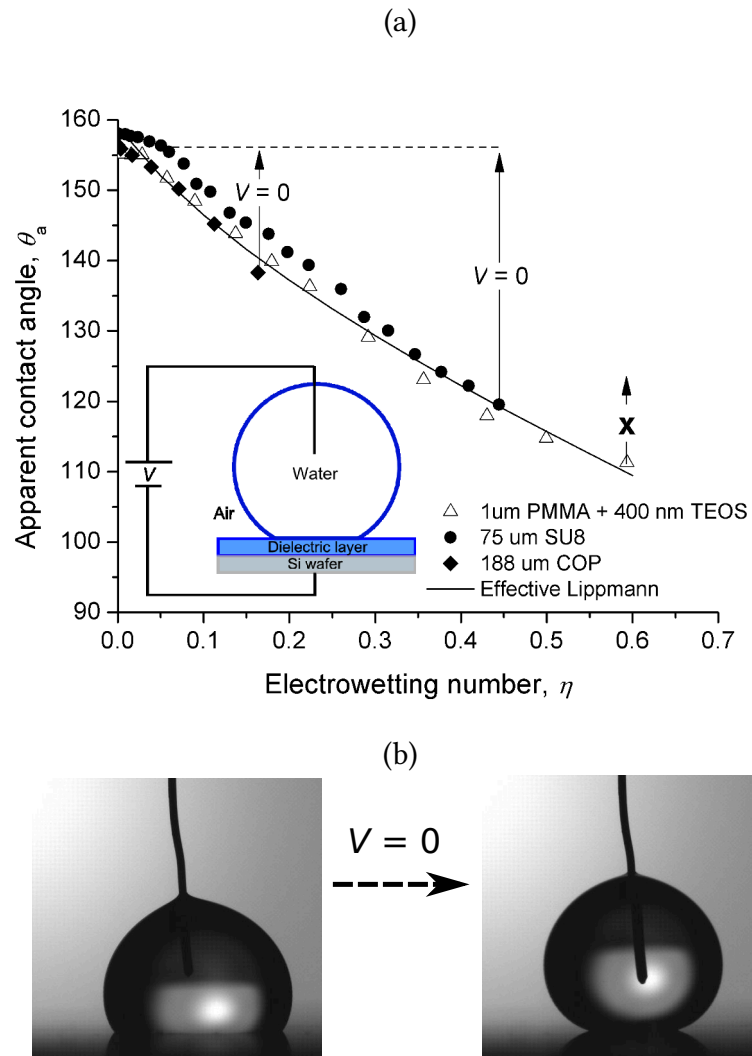 (a)
160
150
140
130
120
110
100
90
Apparent contact angle, θa
V = 0
V = 0
X
V
Water
Air
Dielectric layer
Si wafer
1um PMMA + 400 nm TEOS
75 um SU8
188 um COP
Effective Lippmann
0.0 0.1 0.2 0.3 0.4 0.5 0.6 0.7
Electrowetting number, η
(b)
V = 0